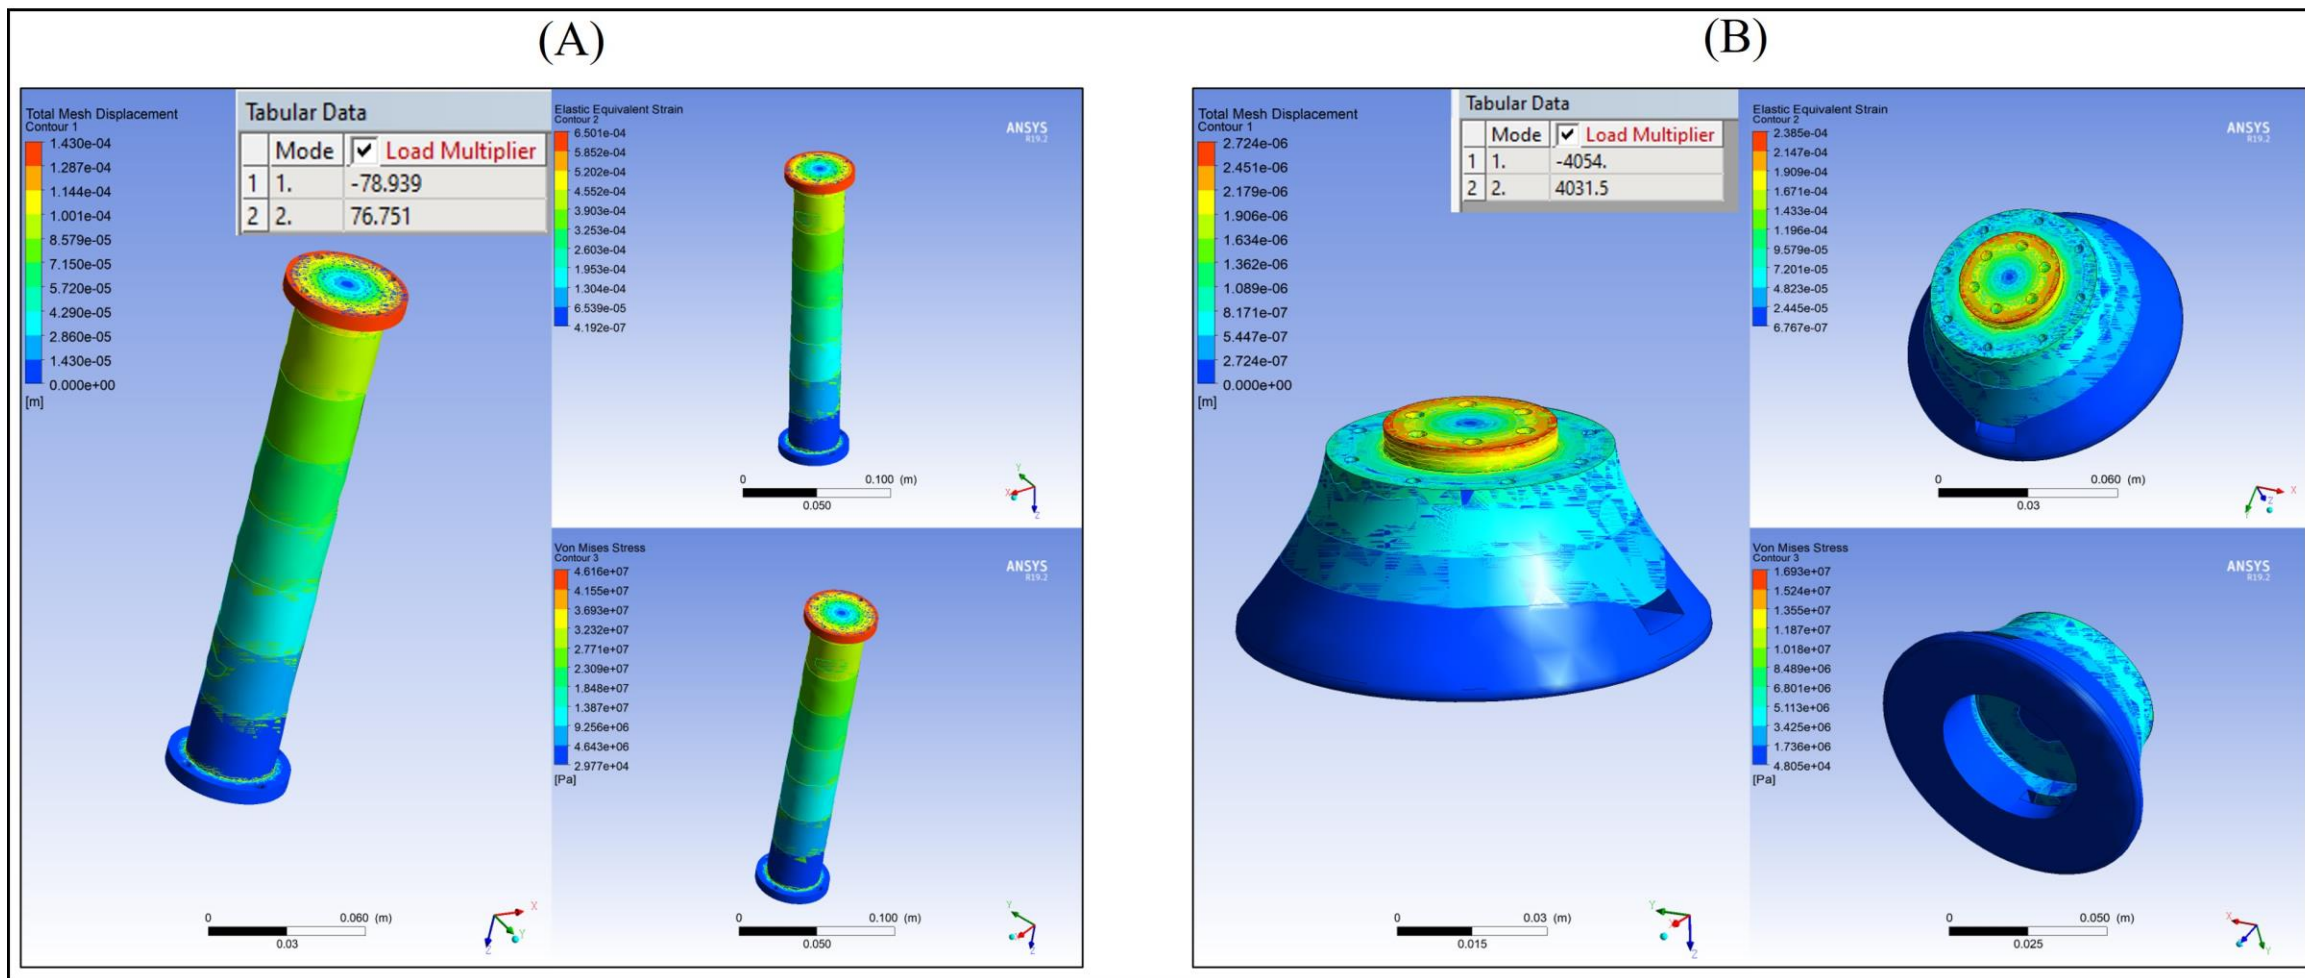 (A)
Total Mesh Displacement
Contour 1
1.430e-04
1.287e-04
1.144e-04
1.001e-04
8.579e-05
7.150e-05
5.720e-05
4.290e-05
2.860e-05
1.430e-05
0.000e+00
[m]
Tabular Data
Mode Load Multiplier
1 1. -78.939
2 2. 76.751
0 0.060 (m)
0.03
X
Y
Z
Elastic Equivalent Strain
Contour 2
6.501e-04
5.852e-04
5.202e-04
4.552e-04
3.903e-04
3.253e-04
2.603e-04
1.953e-04
1.304e-04
6.539e-05
4.192e-07
ANSYS
R19.2
0 0.100 (m)
0.050
Y
X
Z
Von Mises Stress
Contour 3
4.616e+07
4.155e+07
3.693e+07
3.232e+07
2.771e+07
2.309e+07
1.848e+07
1.387e+07
9.256e+06
4.643e+06
2.977e+04
[Pa]
ANSYS
R19.2
0 0.100 (m)
0.050
Y
Z
(B)
Total Mesh Displacement
Contour 1
2.724e-06
2.451e-06
2.179e-06
1.906e-06
1.634e-06
1.362e-06
1.089e-06
8.171e-07
5.447e-07
2.724e-07
0.000e+00
[m]
Tabular Data
Mode Load Multiplier
1 1. -4054.
2 2. 4031.5
0 0.03 (m)
0.015
Y
Z
Elastic Equivalent Strain
Contour 2
2.385e-04
2.147e-04
1.909e-04
1.671e-04
1.433e-04
1.196e-04
9.579e-05
7.201e-05
4.823e-05
2.445e-05
6.767e-07
ANSYS
R19.2
0 0.060 (m)
0.03
X
Z
Y
Von Mises Stress
Contour 3
1.693e+07
1.524e+07
1.355e+07
1.187e+07
1.018e+07
8.489e+06
6.801e+06
5.113e+06
3.425e+06
1.736e+06
4.805e+04
[Pa]
ANSYS
R19.2
0 0.050 (m)
0.025
X
Z
Y